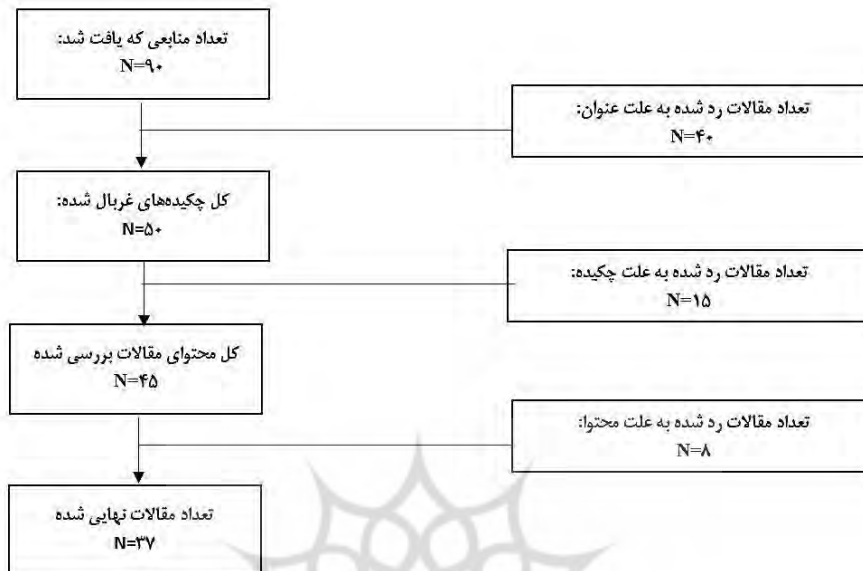 تعداد منابعی که یافت شد:
N=۹۰
تعداد مقالات رد شده به علت عنوان:
N=۴۰
کل چکیده‌های غربال شده:
N=۵۰
تعداد مقالات رد شده به علت چکیده:
N=۱۵
کل محتوای مقالات بررسی شده
N=۴۵
تعداد مقالات رد شده به علت محتوا:
N=۸
تعداد مقالات نهایی شده
N=۳۷